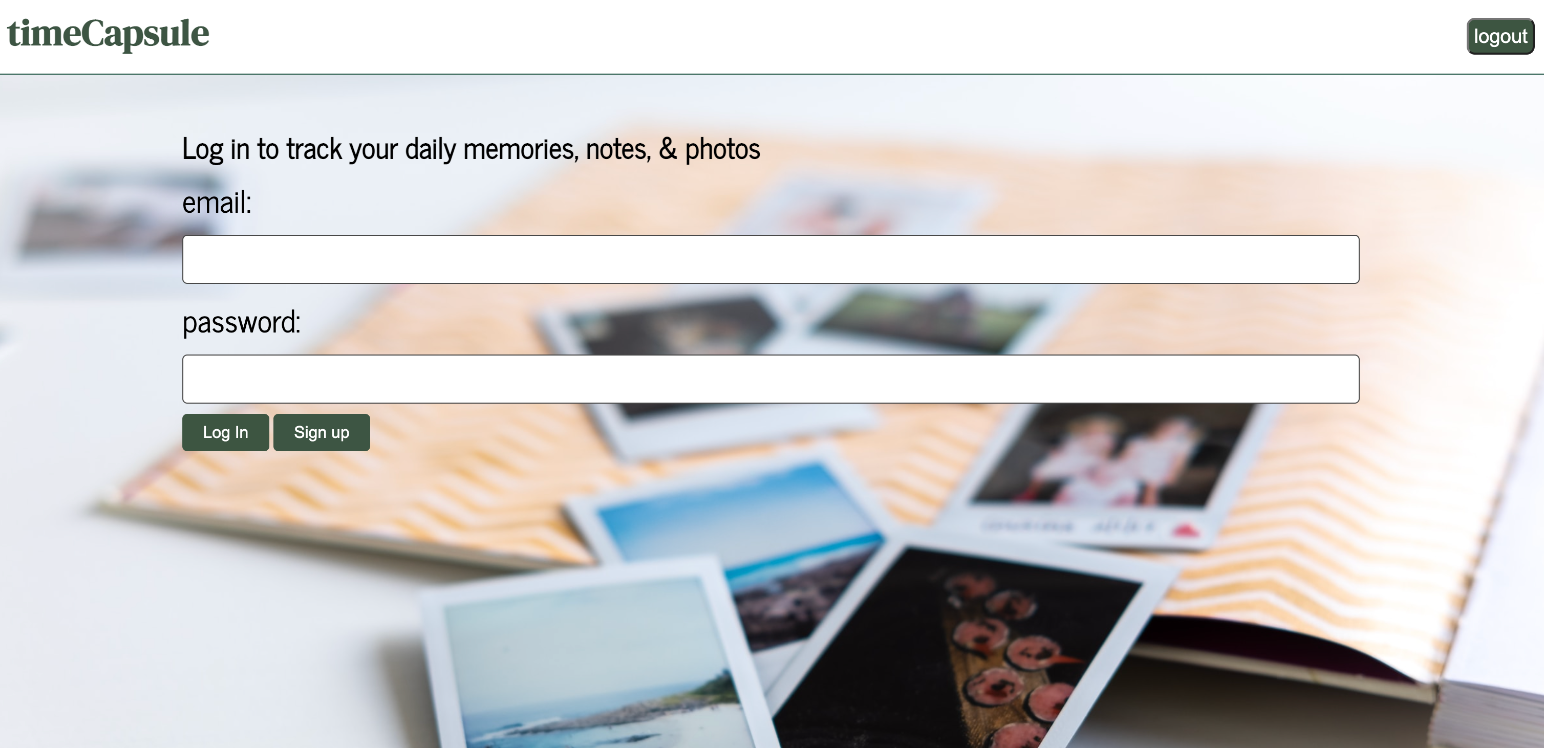 timeCapsule
logout
Log in to track your daily memories, notes, & photos
email:
password:
Log In
Sign up